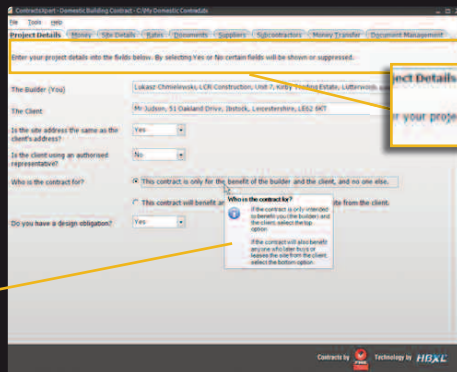 ContractsXpert - Domestic Building Contract - C:\My Domestic Contract.ds
File Tools Help
Project Details Money Site Details Rates Documents Suppliers Subcontractors Money Transfer Document Management
Enter your project details into the fields below. By selecting Yes or No certain fields will be shown or suppressed.
ject Details
r your proje
The Builder (You)
Lukasz Chmielewski, LCR Construction, Unit 7, Kirby Trading Estate, Lutterworth,
The Client
Mr Judson, 51 Oakland Drive, Ibstock, Leicestershire, LE62 6KT
Is the site address the same as the
client's address?
Yes
Is the client using an authorised
representative?
No
Who is the contract for?
This contract is only for the benefit of the builder and the client, and no one else.
This contract will benefit an
ite from the client.
Who is the contract for?
If the contract is only intended
to benefit you (the builder) and
the client, select the top
option.
If the contract will also benefit
anyone who later buys or
leases the site from the client,
select the bottom option.
Do you have a design obligation?
Yes
Contracts by
Technology by HBXL